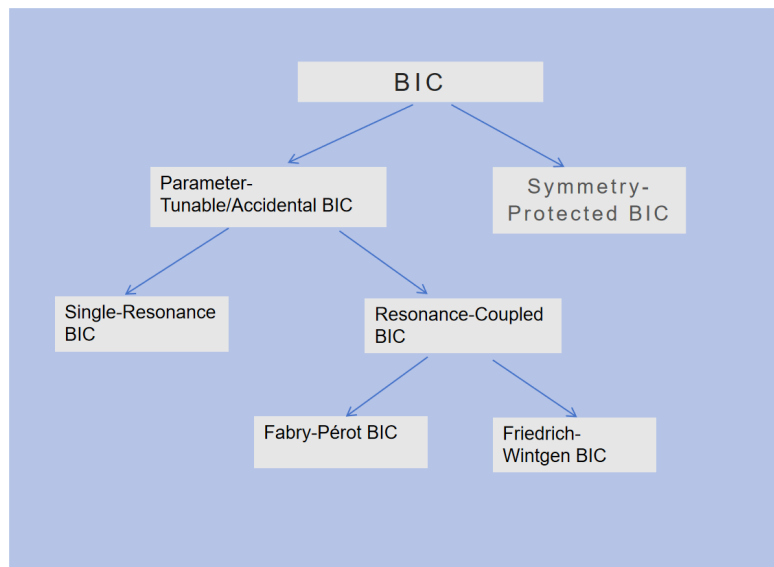 BIC
Parameter-
Tunable/Accidental BIC
Symmetry-
Protected BIC
Single-Resonance
BIC
Resonance-Coupled
BIC
Fabry-Pérot BIC
Friedrich-
Wintgen BIC